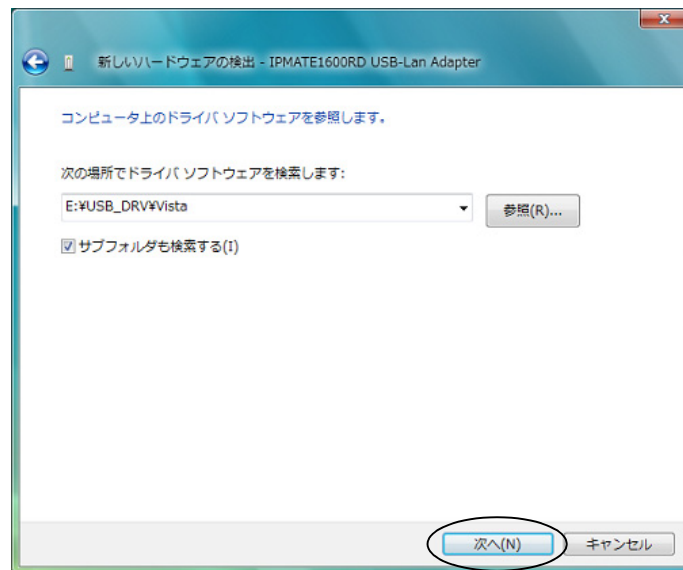 新しいハードウェアの検出 - IPMATE1600RD USB-Lan Adapter
コンピュータ上のドライバ ソフトウェアを参照します。
次の場所でドライバ ソフトウェアを検索します:
E:¥USB_DRV¥Vista
参照(R)...
サブフォルダも検索する(I)
次へ(N)
キャンセル